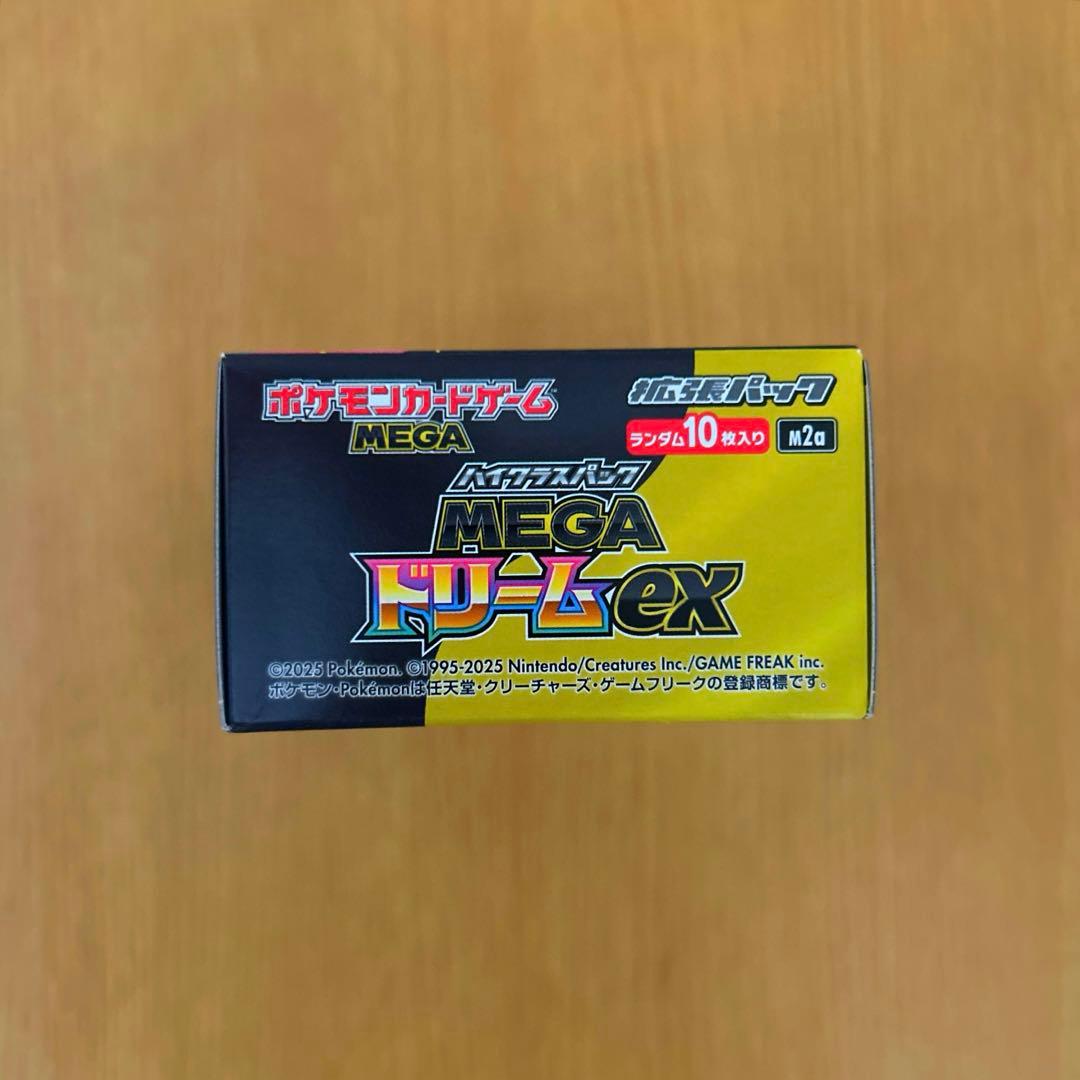 ポケモンカードゲーム
MEGA
拡張パック
ランダム10枚入り M2a
ハイクラスパック
MEGA
ドリームex
©2025 Pokémon. ©1995-2025 Nintendo/Creatures Inc./GAME FREAK inc.
ポケモン・Pokémonは任天堂・クリーチャーズ・ゲームフリークの登録商標です。